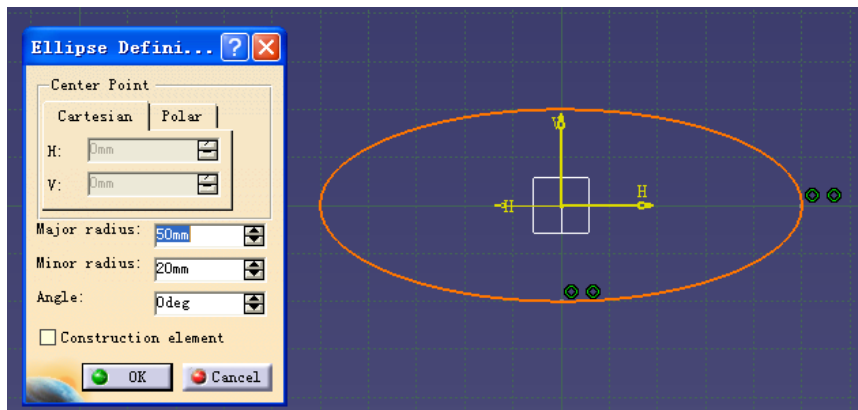 Ellipse Defini... ?
Center Point
Cartesian Polar
H: 0mm
V: 0mm
Major radius: 50mm
Minor radius: 20mm
Angle: 0deg
Construction element
OK Cancel
V
H
H